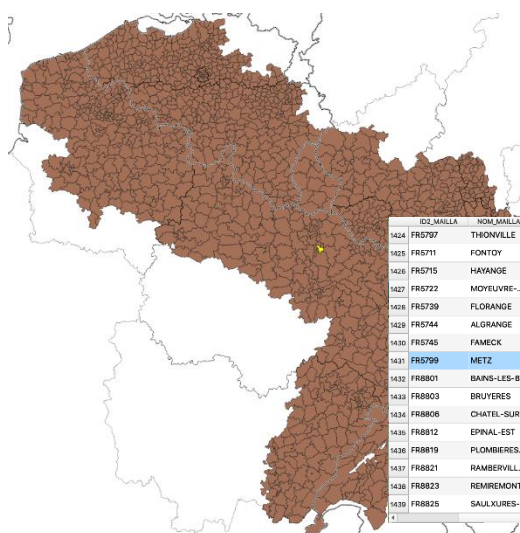 ID2_MAILLA NOM_MAILLA
1424 FR5797 THIONVILLE
1425 FR5711 FONTOY
1426 FR5715 HAYANGE
1427 FR5722 MOYEUVRE-...
1428 FR5739 FLORANGE
1429 FR5744 ALGRANGE
1430 FR5745 FAMECK
1431 FR5799 METZ
1432 FR8801 BAINS-LES-B
1433 FR8803 BRUYERES
1434 FR8806 CHATEL-SUR
1435 FR8812 EPINAL-EST
1436 FR8819 PLOMBIERES.
1437 FR8821 RAMBERVILL.
1438 FR8823 REMIREMONT
1439 FR8825 SAULXURES-